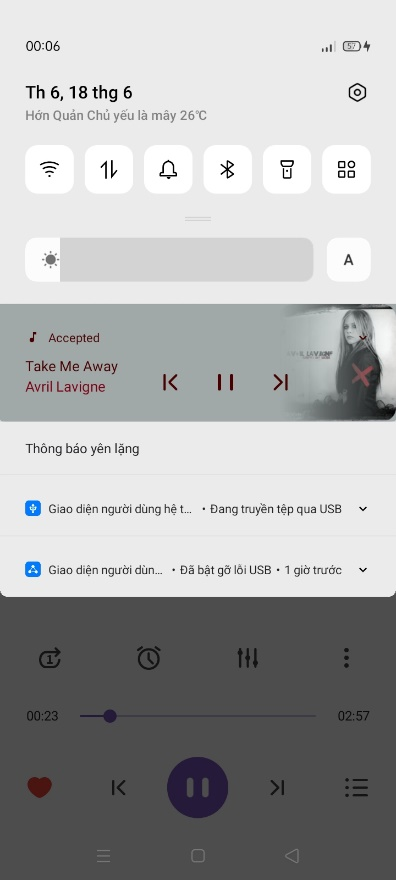 00:06
57
Th 6, 18 thg 6
Hớn Quản Chủ yếu là mây 26°C
A
Accepted
Take Me Away
Avril Lavigne
Thông báo yên lặng
Giao diện người dùng hệ t... • Đang truyền tệp qua USB
Giao diện người dùn... • Đã bật gỡ lỗi USB • 1 giờ trước
1
00:23
02:57